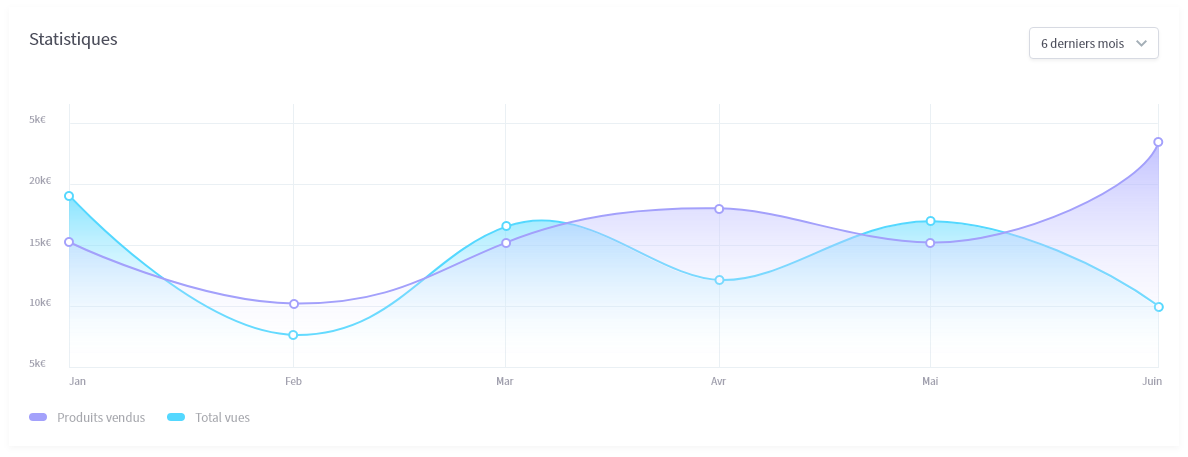 Statistiques
6 derniers mois
5k€
20k€
15k€
10k€
5k€
Jan Feb Mar Avr Mai Juin
Produits vendus Total vues